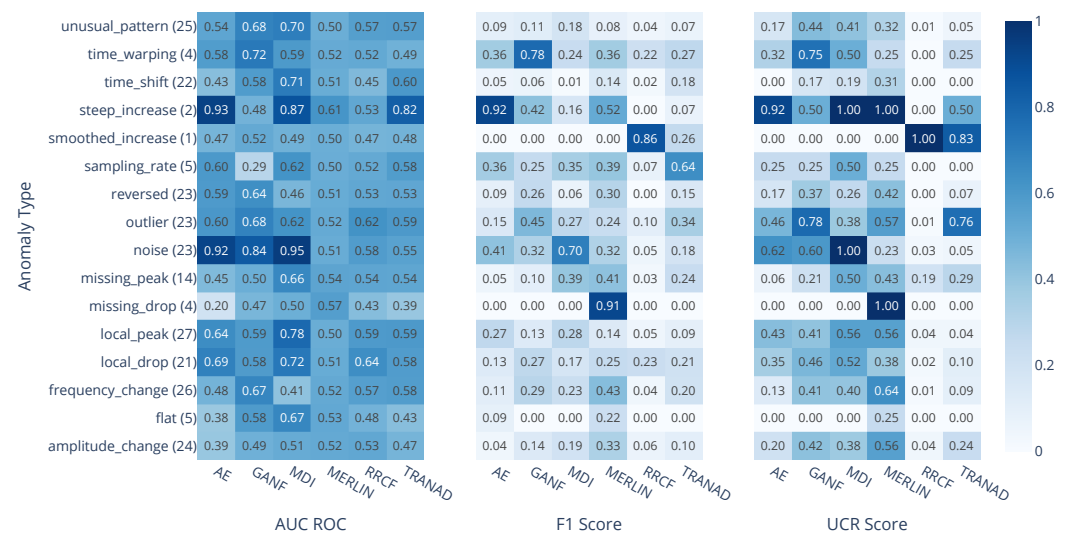 unusual_pattern (25) 0.54 0.68 0.70 0.50 0.57 0.57 0.09 0.11 0.18 0.08 0.04 0.07 0.17 0.44 0.41 0.32 0.01 0.05 1
time_warping (4) 0.58 0.72 0.59 0.52 0.52 0.49 0.36 0.78 0.24 0.36 0.22 0.27 0.32 0.75 0.50 0.25 0.00 0.25
time_shift (22) 0.43 0.58 0.71 0.51 0.45 0.60 0.05 0.06 0.01 0.14 0.02 0.18 0.00 0.17 0.19 0.31 0.00 0.00
steep_increase (2) 0.93 0.48 0.87 0.61 0.53 0.82 0.92 0.42 0.16 0.52 0.00 0.07 0.92 0.50 1.00 1.00 0.00 0.50 0.8
smoothed_increase (1) 0.47 0.52 0.49 0.50 0.47 0.48 0.00 0.00 0.00 0.00 0.86 0.26 0.00 0.00 0.00 0.00 1.00 0.83
sampling_rate (5) 0.60 0.29 0.62 0.50 0.52 0.58 0.36 0.25 0.35 0.39 0.07 0.64 0.25 0.25 0.50 0.25 0.00 0.00
reversed (23) 0.59 0.64 0.46 0.51 0.53 0.53 0.09 0.26 0.06 0.30 0.00 0.15 0.17 0.37 0.26 0.42 0.00 0.07 0.6
outlier (23) 0.60 0.68 0.62 0.52 0.62 0.59 0.15 0.45 0.27 0.24 0.10 0.34 0.46 0.78 0.38 0.57 0.01 0.76
noise (23) 0.92 0.84 0.95 0.51 0.58 0.55 0.41 0.32 0.70 0.32 0.05 0.18 0.62 0.60 1.00 0.23 0.03 0.05
missing_peak (14) 0.45 0.50 0.66 0.54 0.54 0.54 0.05 0.10 0.39 0.41 0.03 0.24 0.06 0.21 0.50 0.43 0.19 0.29 0.4
missing_drop (4) 0.20 0.47 0.50 0.57 0.43 0.39 0.00 0.00 0.00 0.91 0.00 0.00 0.00 0.00 0.00 1.00 0.00 0.00
local_peak (27) 0.64 0.59 0.78 0.50 0.59 0.59 0.27 0.13 0.28 0.14 0.05 0.09 0.43 0.41 0.56 0.56 0.04 0.04
local_drop (21) 0.69 0.58 0.72 0.51 0.64 0.58 0.13 0.27 0.17 0.25 0.23 0.21 0.35 0.46 0.52 0.38 0.02 0.10 0.2
frequency_change (26) 0.48 0.67 0.41 0.52 0.57 0.58 0.11 0.29 0.23 0.43 0.04 0.20 0.13 0.41 0.40 0.64 0.01 0.09
flat (5) 0.38 0.58 0.67 0.53 0.48 0.43 0.09 0.00 0.00 0.22 0.00 0.00 0.00 0.00 0.00 0.25 0.00 0.00
amplitude_change (24) 0.39 0.49 0.51 0.52 0.53 0.47 0.04 0.14 0.19 0.33 0.06 0.10 0.20 0.42 0.38 0.56 0.04 0.24 0
Anomaly Type
AE GANF MDI MERLIN RRCF TRANAD AE GANF MDI MERLIN RRCF TRANAD AE GANF MDI MERLIN RRCF TRANAD
AUC ROC F1 Score UCR Score